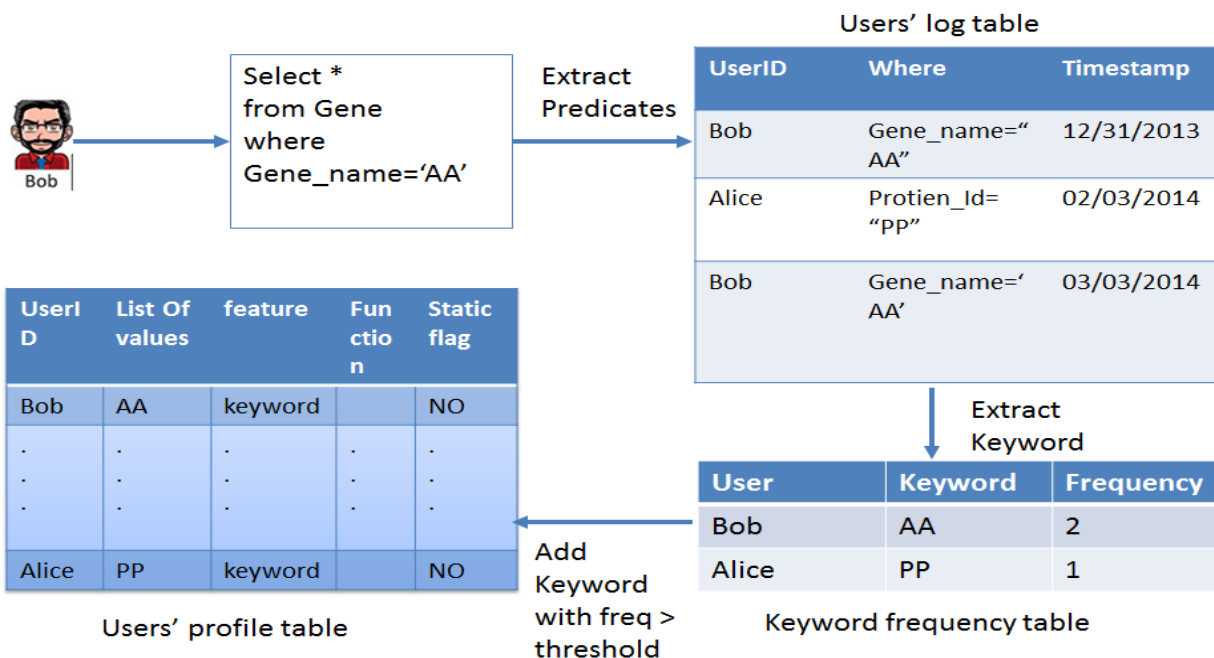 Bob
Select *
from Gene
where
Gene_name=‘AA’
Extract
Predicates
Users’ log table
UserID Where Timestamp
Bob Gene_name=“ 12/31/2013
AA”
Alice Protien_Id= 02/03/2014
“PP”
Bob Gene_name=‘ 03/03/2014
AA’
Extract
Keyword
User Keyword Frequency
Bob AA 2
Alice PP 1
Keyword frequency table
Add
Keyword
with freq >
threshold
UserI List Of feature Fun Static
D values ctio flag
n
Bob AA keyword NO
. . . . .
. . . . .
. . . . .
Alice PP keyword NO
Users’ profile table